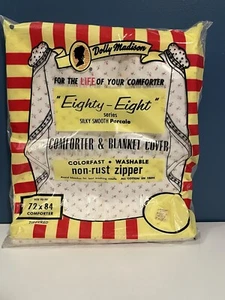 Dolly Madison
FOR THE LIFE OF YOUR COMFORTER
"Eighty-Eight"
series
SILKY SMOOTH Percale
COMFORTER & BLANKET COVER
COLORFAST • WASHABLE
non-rust zipper
72 x 84
COMFORTER